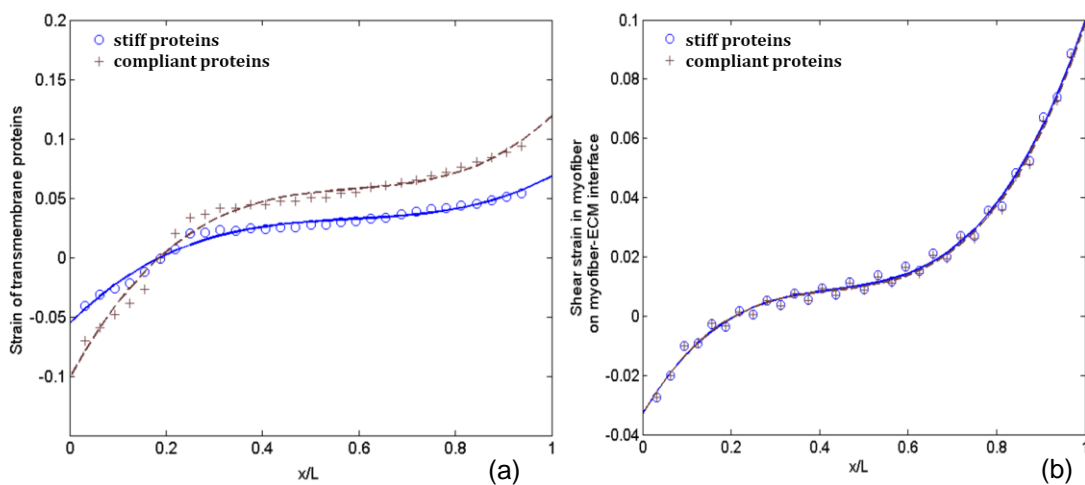 0.2
0.15
0.1
0.05
0
-0.05
-0.1
Strain of transmembrane proteins
stiff proteins
compliant proteins
0 0.2 0.4 0.6 0.8 1
x/L
(a)
0.1
0.08
0.06
0.04
0.02
0
-0.02
-0.04
Shear strain in myofiber
on myofiber-ECM interface
stiff proteins
compliant proteins
0 0.2 0.4 0.6 0.8 1
x/L
(b)